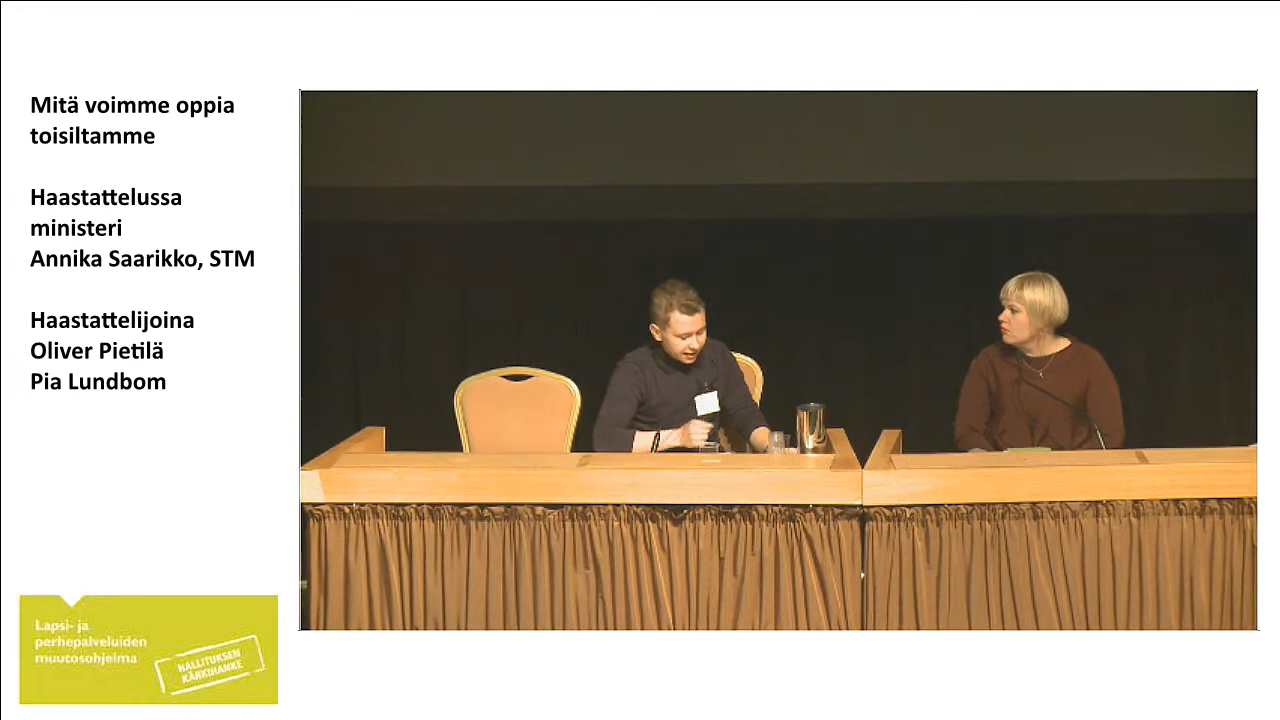 Mitä voimme oppia
toisiltamme
Haastattelussa
ministeri
Annika Saarikko, STM
Haastattelijoina
Oliver Pietilä
Pia Lundbom
Lapsi- ja
perhepalveluiden
muutosohjelma
HALLITUKSEN
KÄRKIHANKE